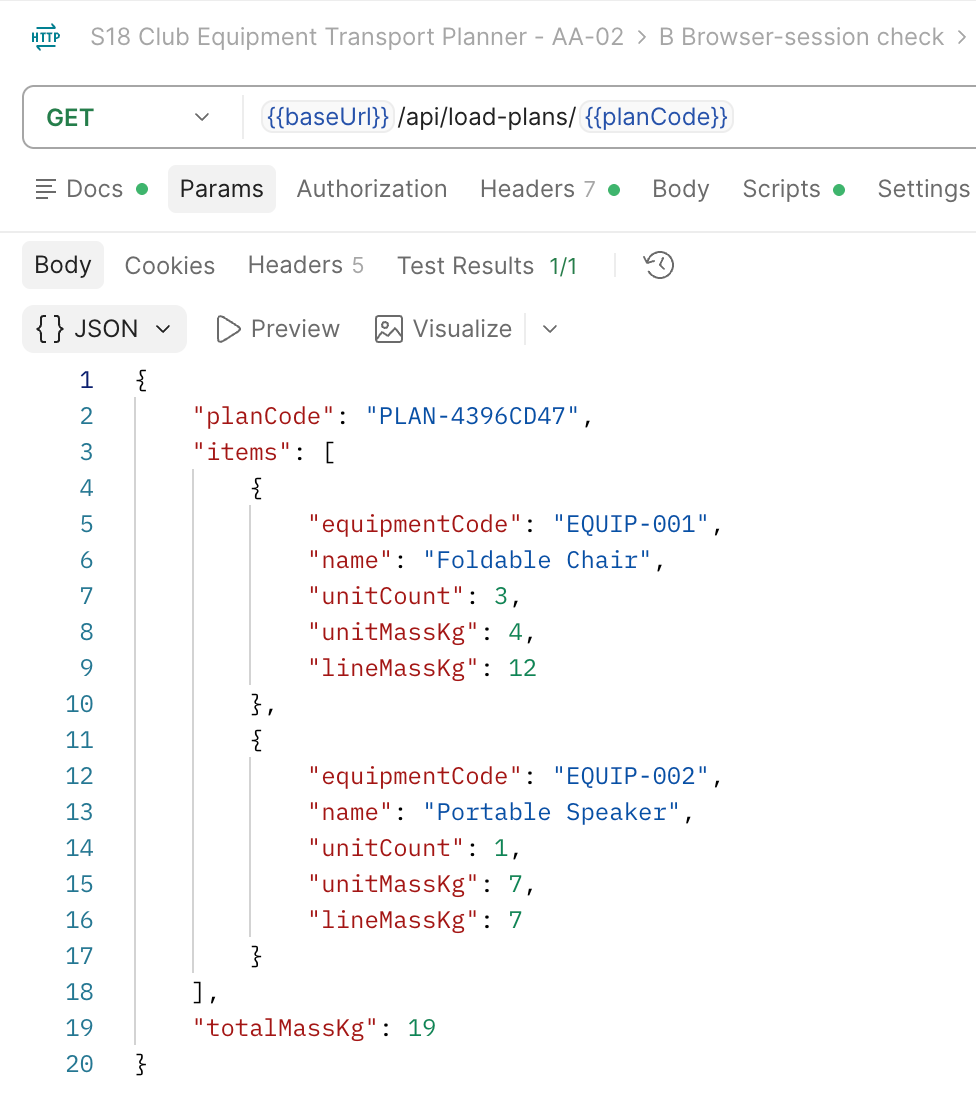 HTTP S18 Club Equipment Transport Planner - AA-02 > B Browser-session check >
GET {{baseUrl}}/api/load-plans/{{planCode}}
Docs Params Authorization Headers 7 Body Scripts Settings
Body Cookies Headers 5 Test Results 1/1
{} JSON Preview Visualize
1 {
2 "planCode": "PLAN-4396CD47",
3 "items": [
4 {
5 "equipmentCode": "EQUIP-001",
6 "name": "Foldable Chair",
7 "unitCount": 3,
8 "unitMassKg": 4,
9 "lineMassKg": 12
10 },
11 {
12 "equipmentCode": "EQUIP-002",
13 "name": "Portable Speaker",
14 "unitCount": 1,
15 "unitMassKg": 7,
16 "lineMassKg": 7
17 }
18 ],
19 "totalMassKg": 19
20 }